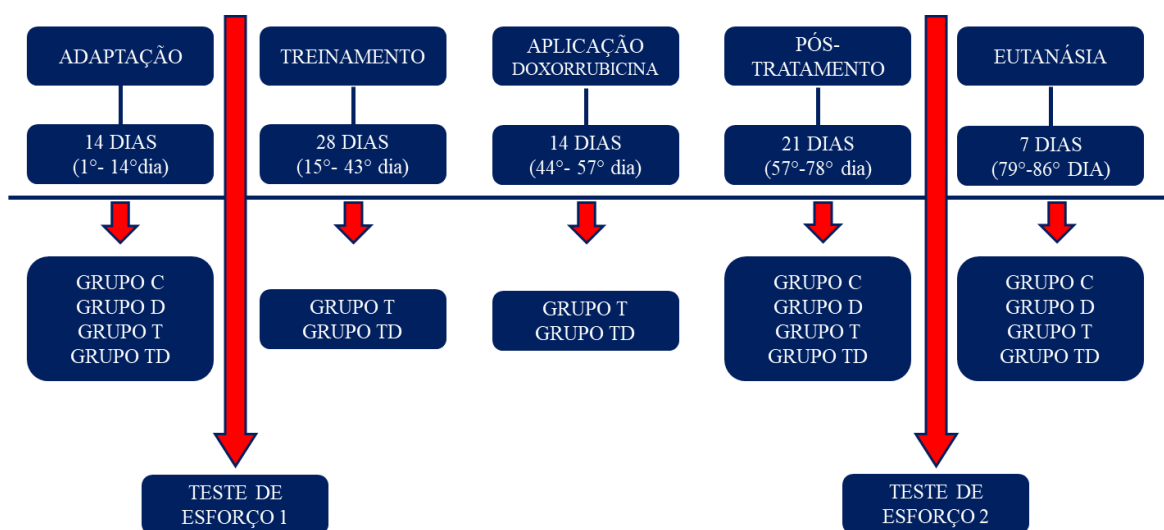 ADAPTAÇÃO
TREINAMENTO
APLICAÇÃO
DOXORRUBICINA
PÓS-
TRATAMENTO
EUTANÁSIA
14 DIAS
(1°- 14°dia)
28 DIAS
(15°- 43° dia)
14 DIAS
(44°- 57° dia)
21 DIAS
(57°-78° dia)
7 DIAS
(79°-86° DIA)
GRUPO C
GRUPO D
GRUPO T
GRUPO TD
GRUPO T
GRUPO TD
GRUPO T
GRUPO TD
GRUPO C
GRUPO D
GRUPO T
GRUPO TD
GRUPO C
GRUPO D
GRUPO T
GRUPO TD
TESTE DE
ESFORÇO 1
TESTE DE
ESFORÇO 2